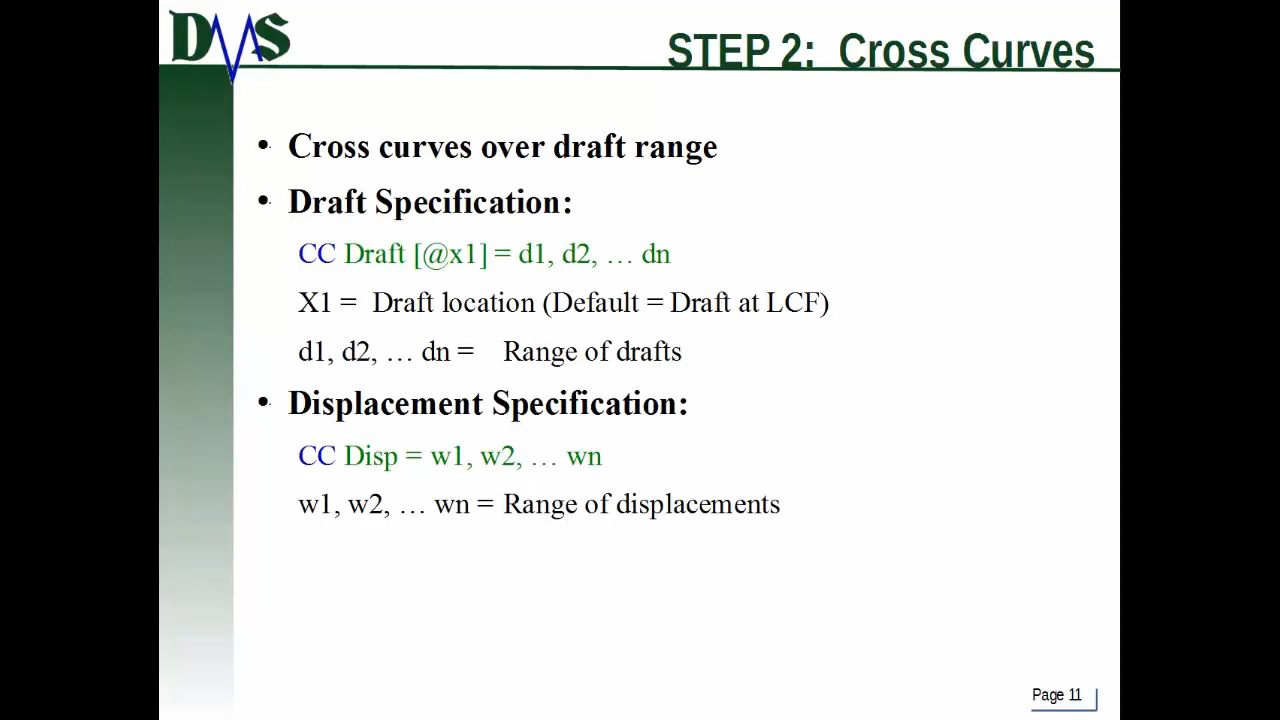 DMS
STEP 2: Cross Curves
• Cross curves over draft range
• Draft Specification:
CC Draft [@x1] = d1, d2, … dn
X1 = Draft location (Default = Draft at LCF)
d1, d2, … dn = Range of drafts
• Displacement Specification:
CC Disp = w1, w2, … wn
w1, w2, … wn = Range of displacements
Page 11